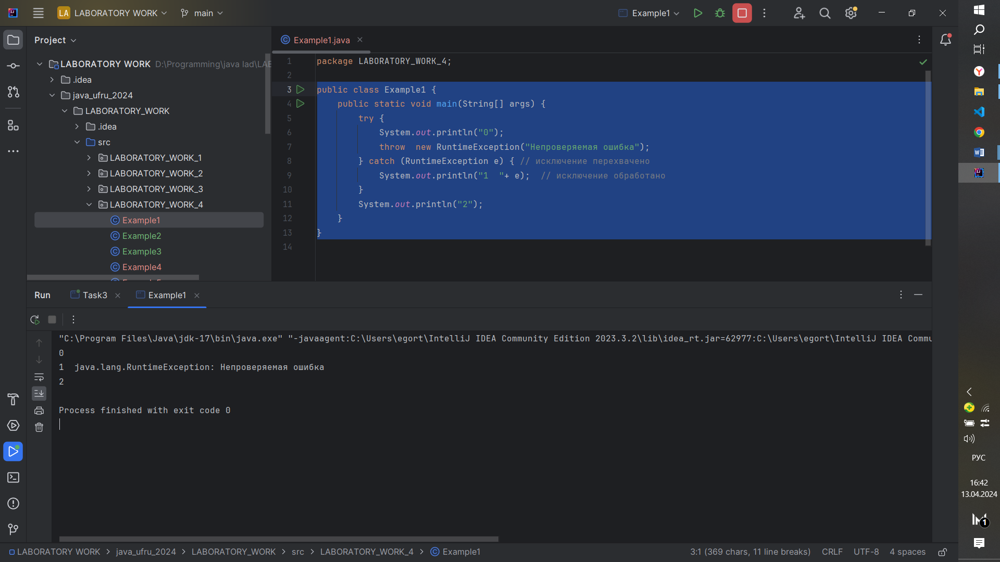 LA LABORATORY WORK main Example1
Project
Example1.java
LABORATORY WORK D:\Programming\java lad\LAB
.idea
java_ufru_2024
LABORATORY_WORK
.idea
src
LABORATORY_WORK_1
LABORATORY_WORK_2
LABORATORY_WORK_3
LABORATORY_WORK_4
Example1
Example2
Example3
Example4
1 package LABORATORY_WORK_4;
2
3 public class Example1 {
4 public static void main(String[] args) {
5 try {
6 System.out.println("0");
7 throw  new RuntimeException("Непроверяемая ошибка");
8 } catch (RuntimeException e) { // исключение перехвачено
9 System.out.println("1  "+ e);  // исключение обработано
10 }
11 System.out.println("2");
12 }
13 }
14
Run Task3 Example1
"C:\Program Files\Java\jdk-17\bin\java.exe" "-javaagent:C:\Users\egort\IntelliJ IDEA Community Edition 2023.3.2\lib\idea_rt.jar=62977:C:\Users\egort\IntelliJ IDEA Commu
0
1  java.lang.RuntimeException: Непроверяемая ошибка
2
Process finished with exit code 0
LABORATORY WORK > java_ufru_2024 > LABORATORY_WORK > src > LABORATORY_WORK_4 > Example1
3:1 (369 chars, 11 line breaks) CRLF UTF-8 4 spaces
РУС
16:42
13.04.2024
1